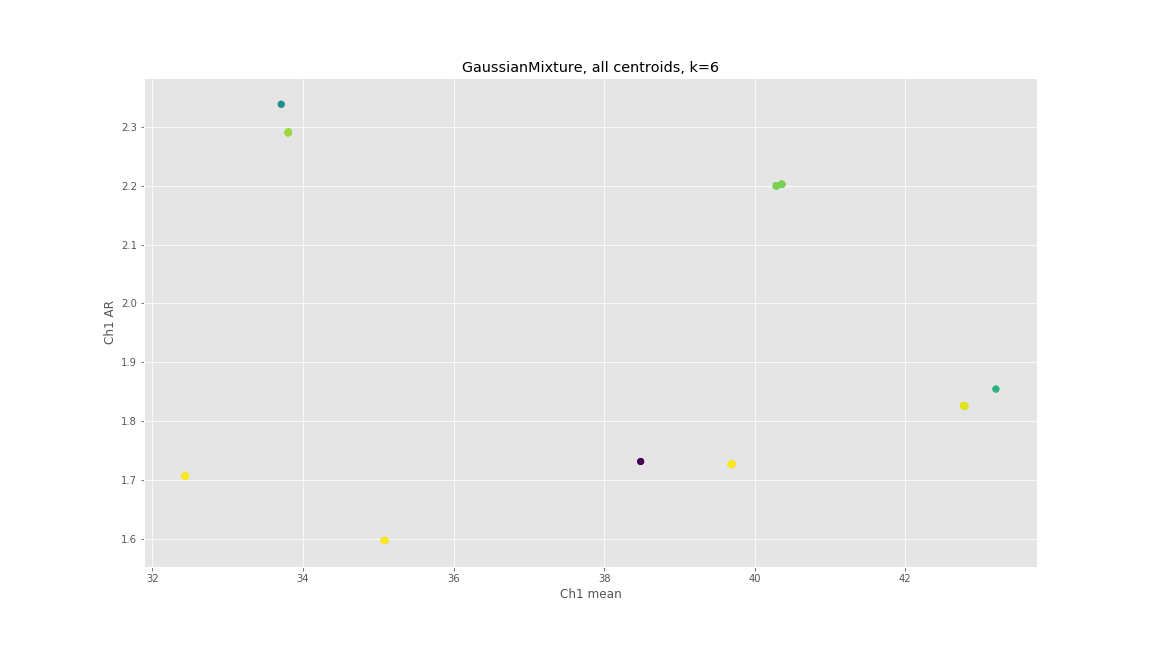 GaussianMixture, all centroids, k=6
2.3
2.2
2.1
2.0
1.9
1.8
1.7
1.6
Ch1 AR
32 34 36 38 40 42
Ch1 mean